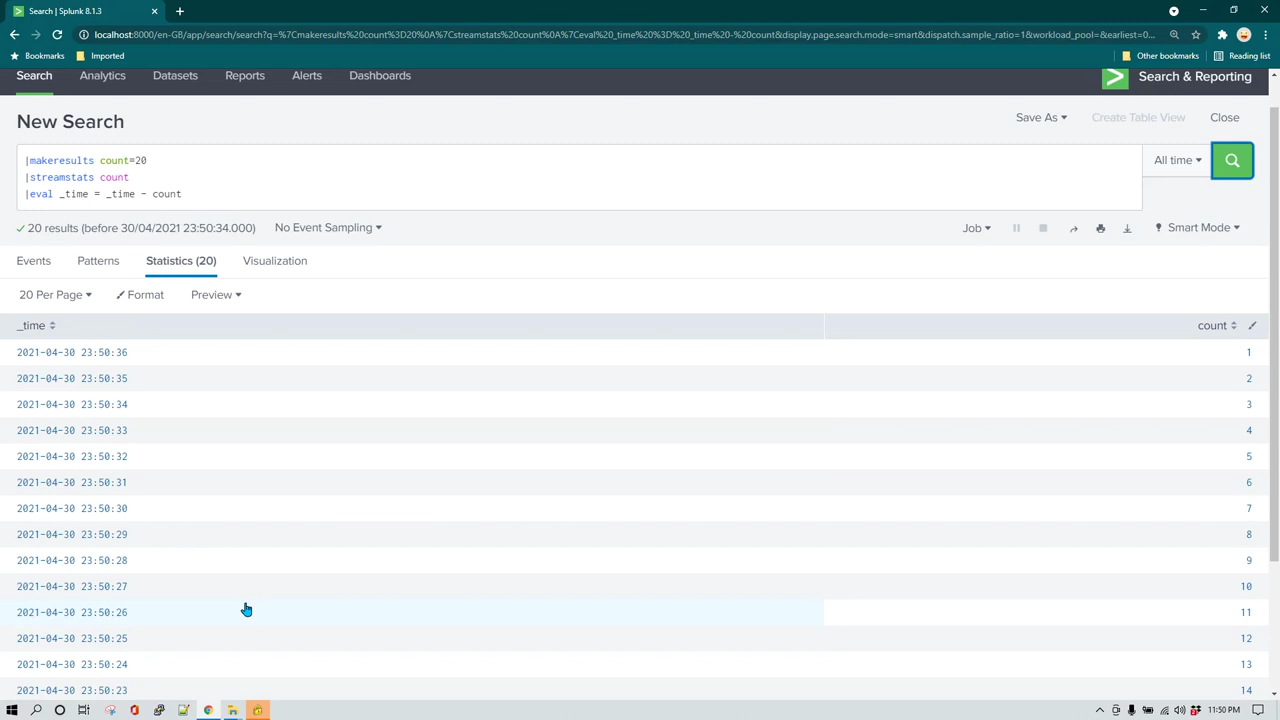 Search | Splunk 8.1.3
localhost:8000/en-GB/app/search/search?q=%7Cmakeresults%20count%3D20%20%0A%7Cstreamstats%20count%20%0A%7Ceval%20_time%20%3D%20_time%20-%20count&display.page.search.mode=smart&dispatch.sample_ratio=1&workload_pool=&earliest=0...
Bookmarks Imported Other bookmarks Reading list
Search Analytics Datasets Reports Alerts Dashboards Search & Reporting
New Search Save As Create Table View Close
|makeresults count=20
|streamstats count
|eval _time = _time - count
All time
20 results (before 30/04/2021 23:50:34.000) No Event Sampling Job Smart Mode
Events Patterns Statistics (20) Visualization
20 Per Page Format Preview
_time count
2021-04-30 23:50:36 1
2021-04-30 23:50:35 2
2021-04-30 23:50:34 3
2021-04-30 23:50:33 4
2021-04-30 23:50:32 5
2021-04-30 23:50:31 6
2021-04-30 23:50:30 7
2021-04-30 23:50:29 8
2021-04-30 23:50:28 9
2021-04-30 23:50:27 10
2021-04-30 23:50:26 11
2021-04-30 23:50:25 12
2021-04-30 23:50:24 13
2021-04-30 23:50:23 14
11:50 PM